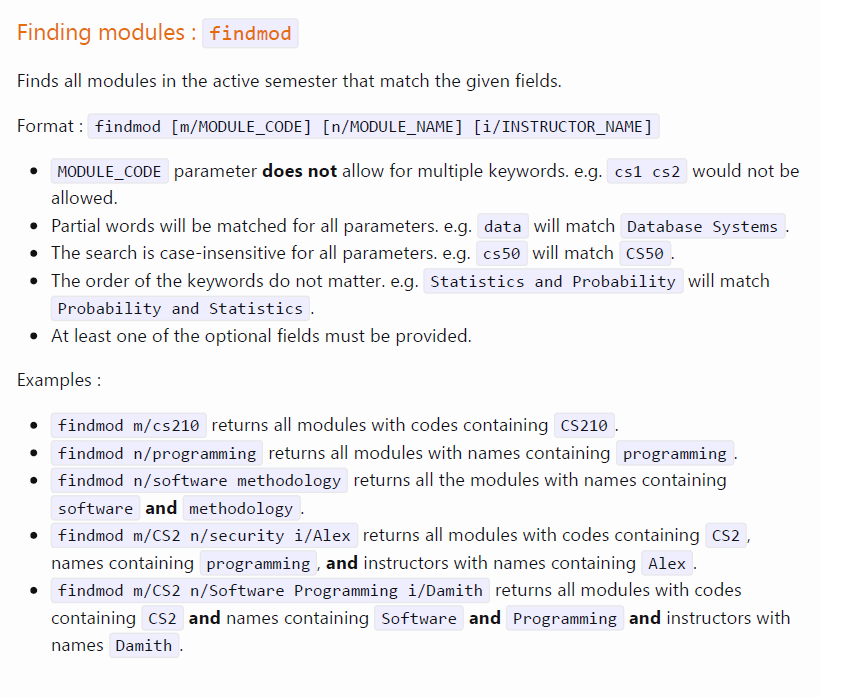 Finding modules : findmod
Finds all modules in the active semester that match the given fields.
Format : findmod [m/MODULE_CODE] [n/MODULE_NAME] [i/INSTRUCTOR_NAME]
MODULE_CODE parameter does not allow for multiple keywords. e.g. cs1 cs2 would not be
allowed.
Partial words will be matched for all parameters. e.g. data will match Database Systems.
The search is case-insensitive for all parameters. e.g. cs50 will match CS50.
The order of the keywords do not matter. e.g. Statistics and Probability will match
Probability and Statistics.
At least one of the optional fields must be provided.
Examples :
findmod m/cs210 returns all modules with codes containing CS210.
findmod n/programming returns all modules with names containing programming.
findmod n/software methodology returns all the modules with names containing
software and methodology.
findmod m/CS2 n/security i/Alex returns all modules with codes containing CS2,
names containing programming, and instructors with names containing Alex.
findmod m/CS2 n/Software Programming i/Damith returns all modules with codes
containing CS2 and names containing Software and Programming and instructors with
names Damith.